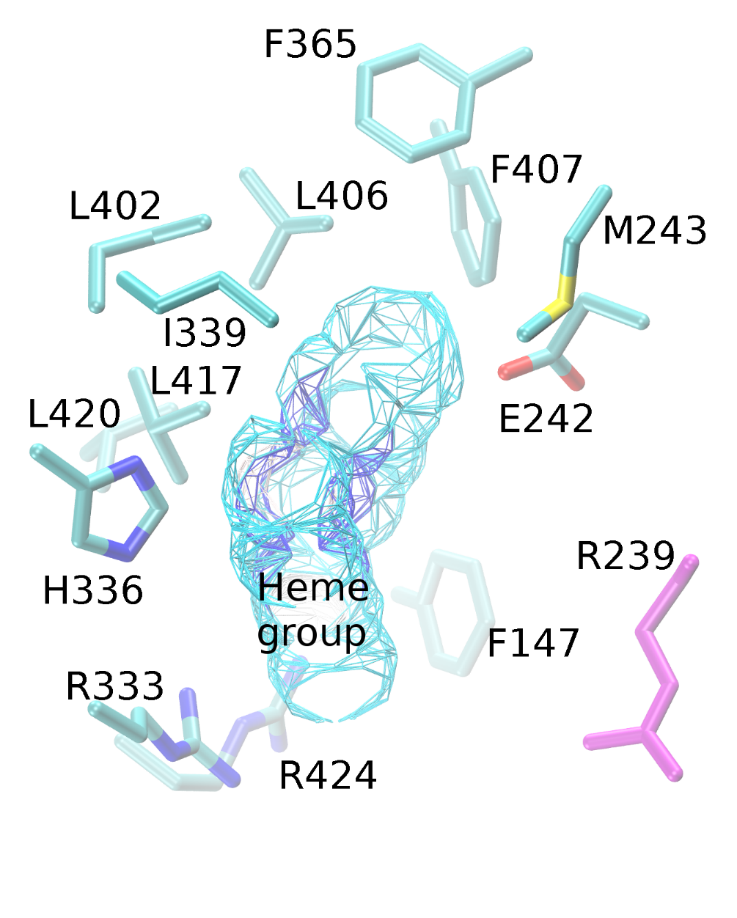 F365
F407
L402
L406
M243
I339
L417
L420
E242
R239
H336
Heme
group
F147
R333
R424